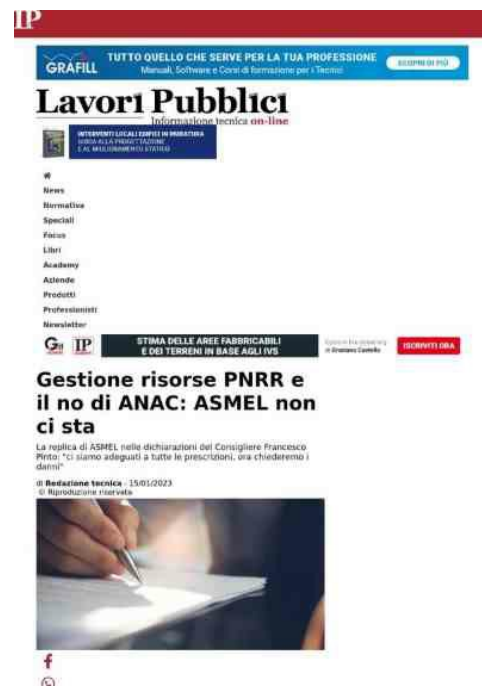 IP
GRAFILL
TUTTO QUELLO CHE SERVE PER LA TUA PROFESSIONE
Manuali, Software e Corsi di formazione per i Tecnici
SCOPRI DI PIÙ
Lavori Pubblici
Informazione tecnica on-line
INTERVENTI LOCALI EDIFICI IN MURATURA
GUIDA ALLA PROGETTAZIONE
E AL MIGLIORAMENTO STATICO
News
Normativa
Speciali
Focus
Libri
Academy
Aziende
Prodotti
Professionisti
Newsletter
IP
STIMA DELLE AREE FABBRICABILI
E DEI TERRENI IN BASE AGLI IVS
Graziano Castello
ISCRIVITI ORA
Gestione risorse PNRR e
il no di ANAC: ASMEL non
ci sta
La replica di ASMEL nelle dichiarazioni del Consigliere Francesco
Pinto: "ci siamo adeguati a tutte le prescrizioni, ora chiederemo i
danni"
di Redazione tecnica - 15/01/2023
© Riproduzione riservata